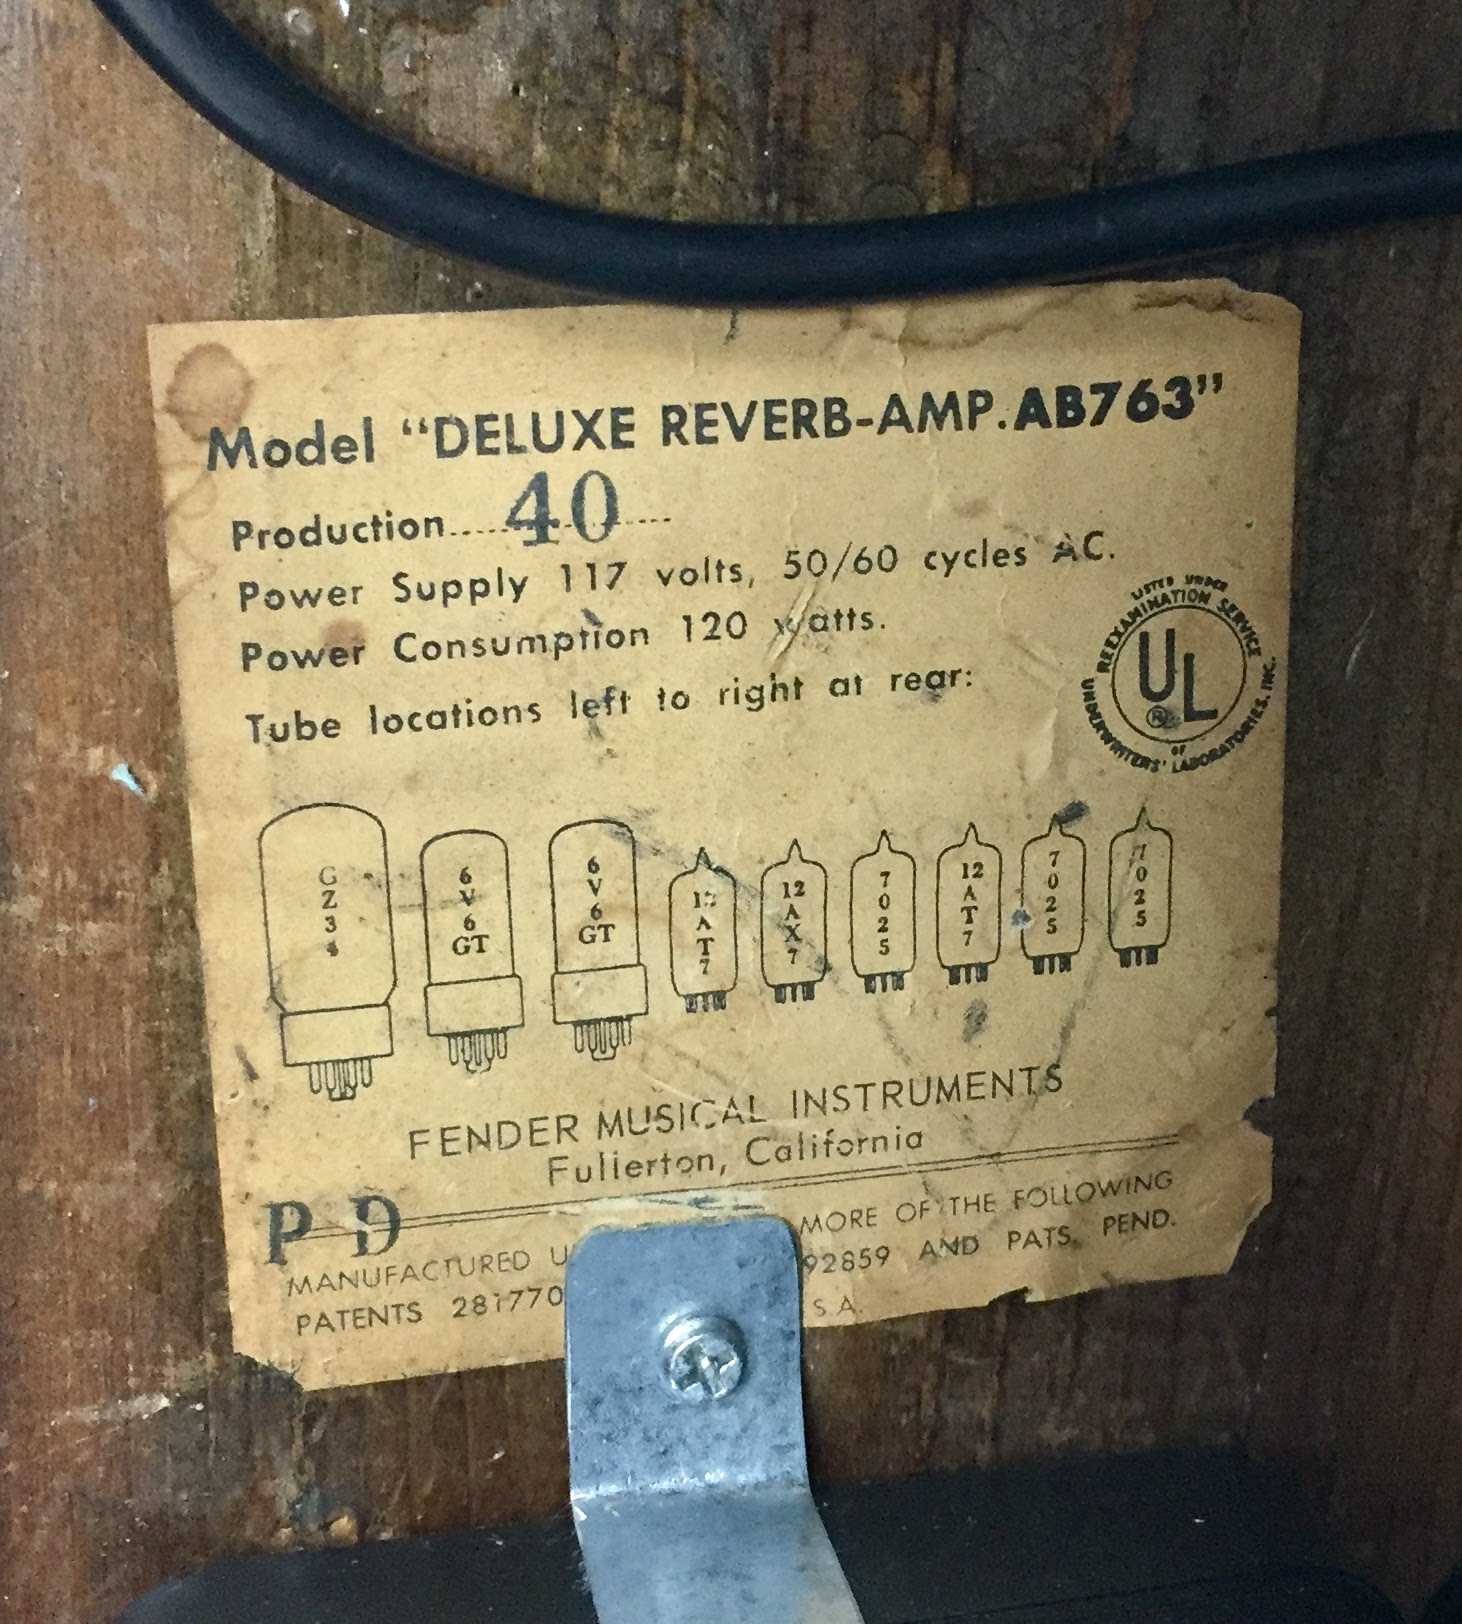 Model "DELUXE REVERB-AMP. AB763"
Production.....40.....
Power Supply 117 volts, 50/60 cycles AC.
Power Consumption 120 watts.
Tube locations left to right at rear:
LISTED UNDER
REEXAMINATION SERVICE
UL
®
OF
UNDERWRITERS' LABORATORIES, INC.
GZ34
6V6GT
6V6GT
12AT7
12AX7
7025
12AT7
7025
7025
FENDER MUSICAL INSTRUMENTS
Fullerton, California
P D
MANUFACTURED MORE OF THE FOLLOWING
PATENTS 281770 92859 AND PATS. PEND.
S.A.